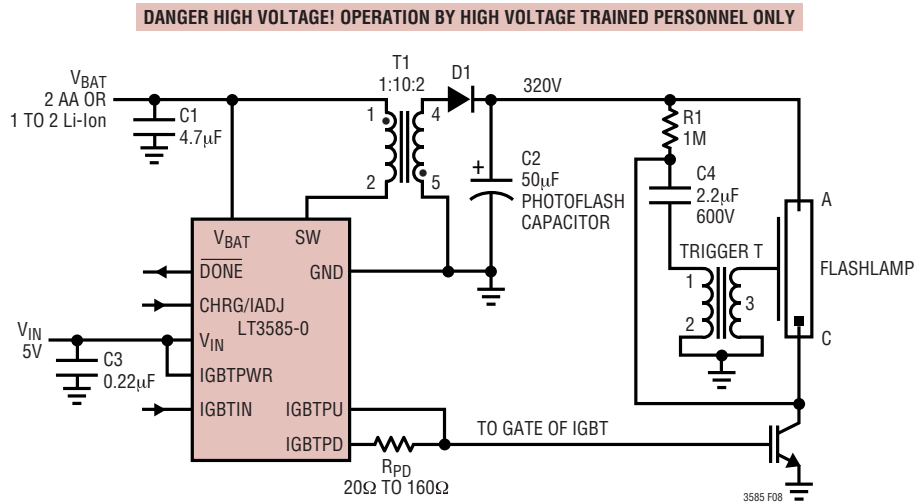 DANGER HIGH VOLTAGE! OPERATION BY HIGH VOLTAGE TRAINED PERSONNEL ONLY
VBAT
2 AA OR
1 TO 2 Li-Ion
C1
4.7µF
T1
1:10:2
D1
320V
1
4
2
5
+
C2
50µF
PHOTOFLASH
CAPACITOR
R1
1M
C4
2.2µF
600V
A
TRIGGER T
1
2
3
FLASHLAMP
C
VBAT
SW
DONE
GND
CHRG/IADJ
LT3585-0
VIN
IGBTPWR
IGBTIN
IGBTPU
IGBTPD
VIN
5V
C3
0.22µF
RPD
20Ω TO 160Ω
TO GATE OF IGBT
3585 F08